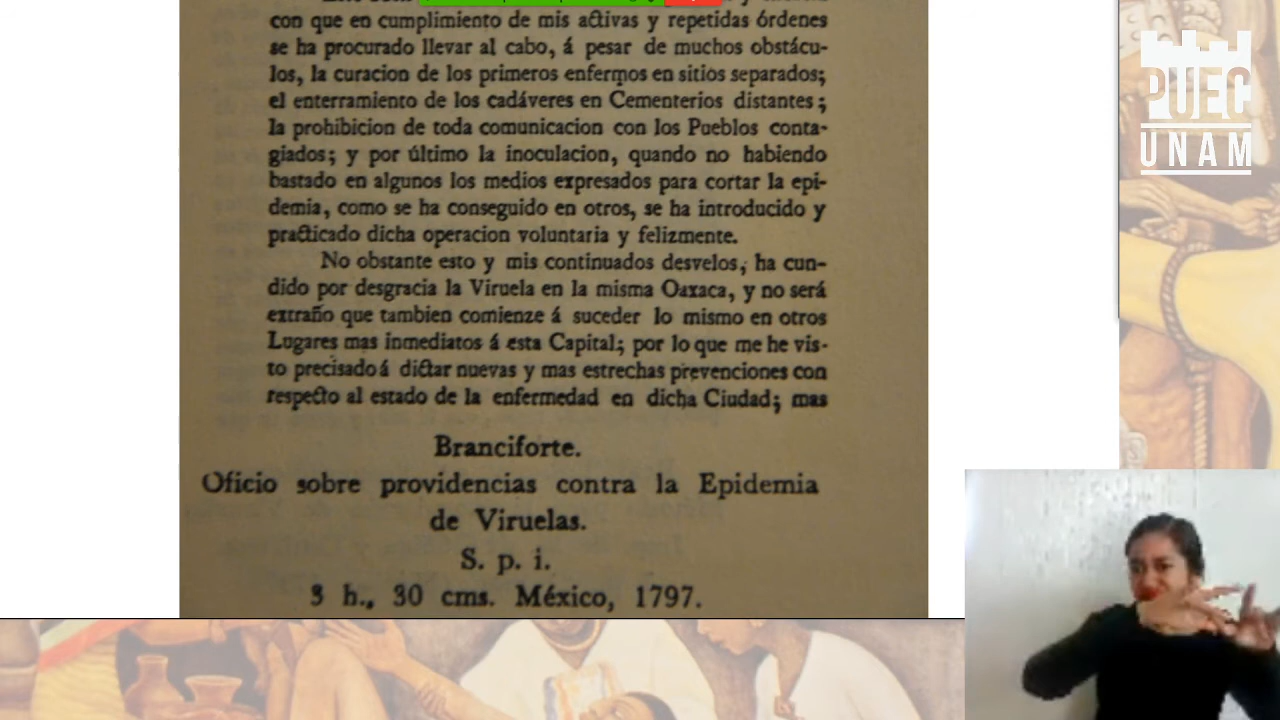 con que en cumplimiento de mis activas y repetidas órdenes
se ha procurado llevar al cabo, á pesar de muchos obstácu-
los, la curacion de los primeros enfermos en sitios separados;
el enterramiento de los cadáveres en Cementerios distantes;
la prohibicion de toda comunicacion con los Pueblos conta-
giados; y por último la inoculacion, quando no habiendo
bastado en algunos los medios expresados para cortar la epi-
demia, como se ha conseguido en otros, se ha introducido y
practicado dicha operacion voluntaria y felizmente.
No obstante esto y mis continuados desvelos, ha cun-
dido por desgracia la Viruela en la misma Oaxaca, y no será
extraño que tambien comienze á suceder lo mismo en otros
Lugares mas inmediatos á esta Capital; por lo que me he vis-
to precisado á dictar nuevas y mas estrechas prevenciones con
respecto al estado de la enfermedad en dicha Ciudad; mas
Branciforte.
Oficio sobre providencias contra la Epidemia
de Viruelas.
S. p. i.
3 h., 30 cms. México, 1797.
PUEC
UNAM